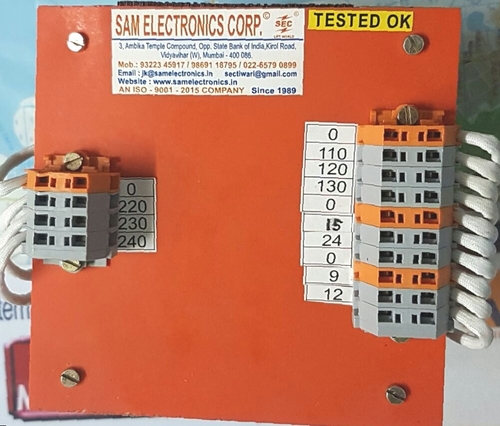 SAM ELECTRONICS CORP.
SEC
TESTED OK
3, Ambika Temple Compound, Opp. State Bank of India, Kirol Road,
Vidyavihar (W), Mumbai - 400 086.
Mob.: 93223 45917 / 98691 18795 / 022-6579 0899
Email : jk@samelectronics.in sectiwari@gmail.com
Website : www.samelectronics.in
AN ISO - 9001 - 2015 COMPANY Since 1989
0
220
230
240
0
110
120
130
0
15
24
0
9
12